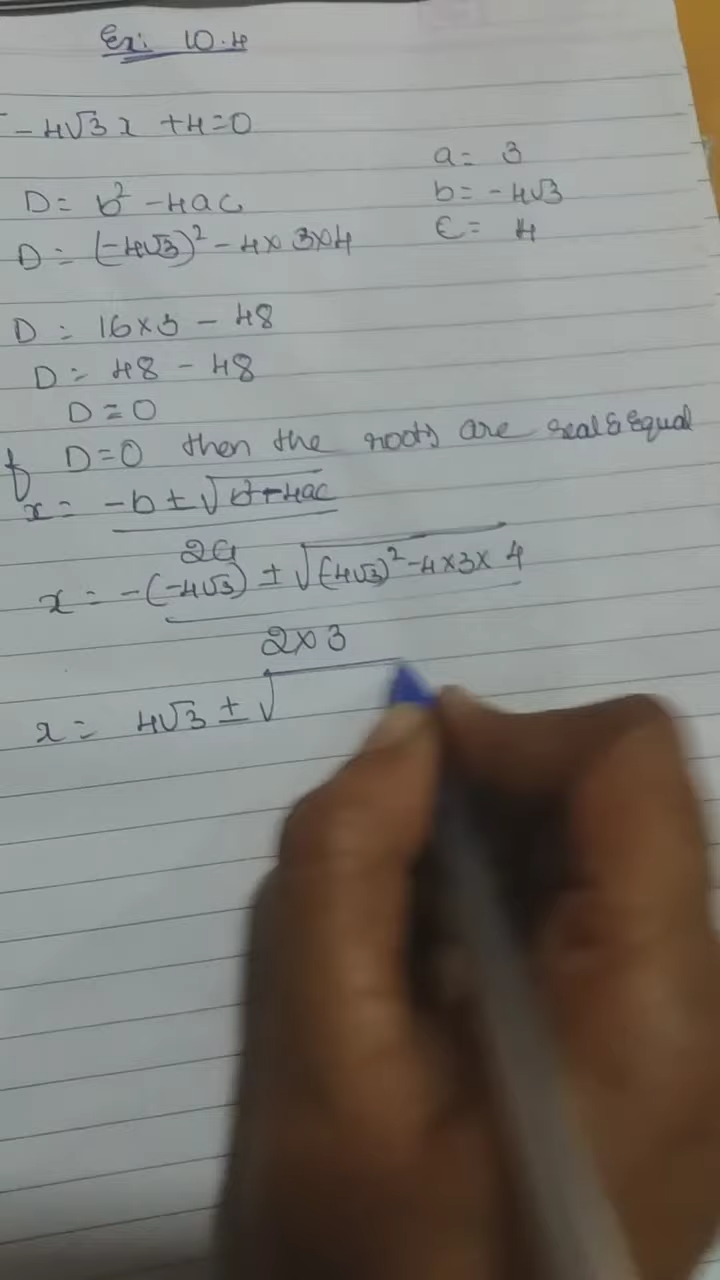 Ex: 10.4
- 4√3 x + 4 = 0
a = 3
b = -4√3
c = 4
D = b² - 4ac
D = (-4√3)² - 4 × 3 × 4
D = 16 × 3 - 48
D = 48 - 48
D = 0
D = 0 then the roots are real & Equal
x = -b ± √b² - 4ac / 2a
x = -(-4√3) ± √(4√3)² - 4 × 3 × 4 / 2 × 3
x = 4√3 ± √